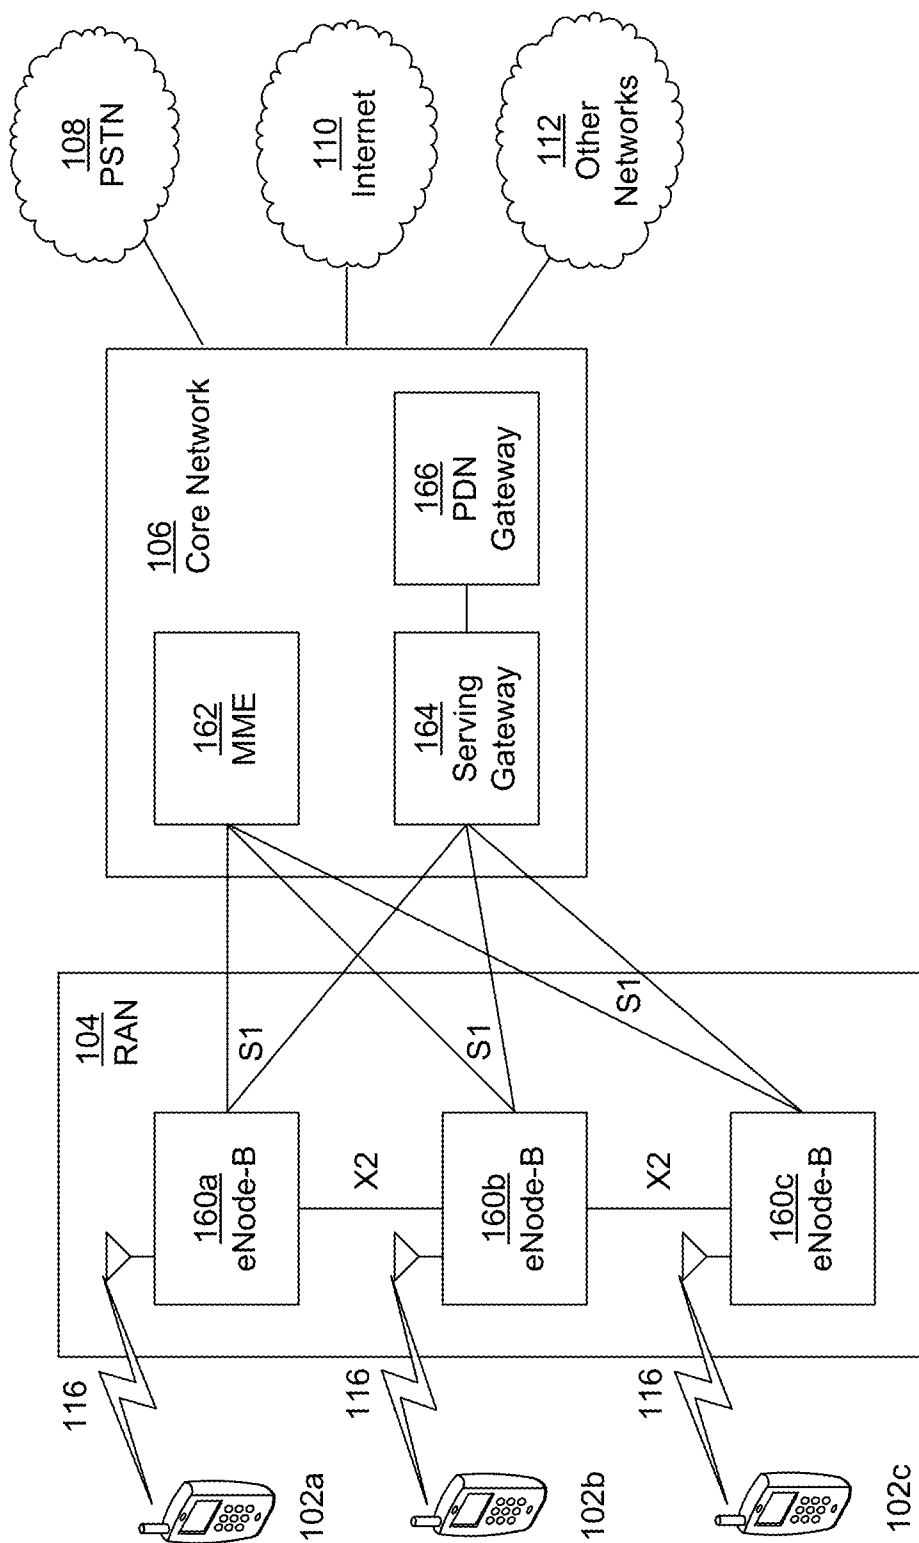 102a
102b
102c
116
116
116
104
RAN
160a
eNode-B
X2
160b
eNode-B
X2
160c
eNode-B
S1
S1
S1
106
Core Network
162
MME
164
Serving
Gateway
166
PDN
Gateway
108
PSTN
110
Internet
112
Other
Networks